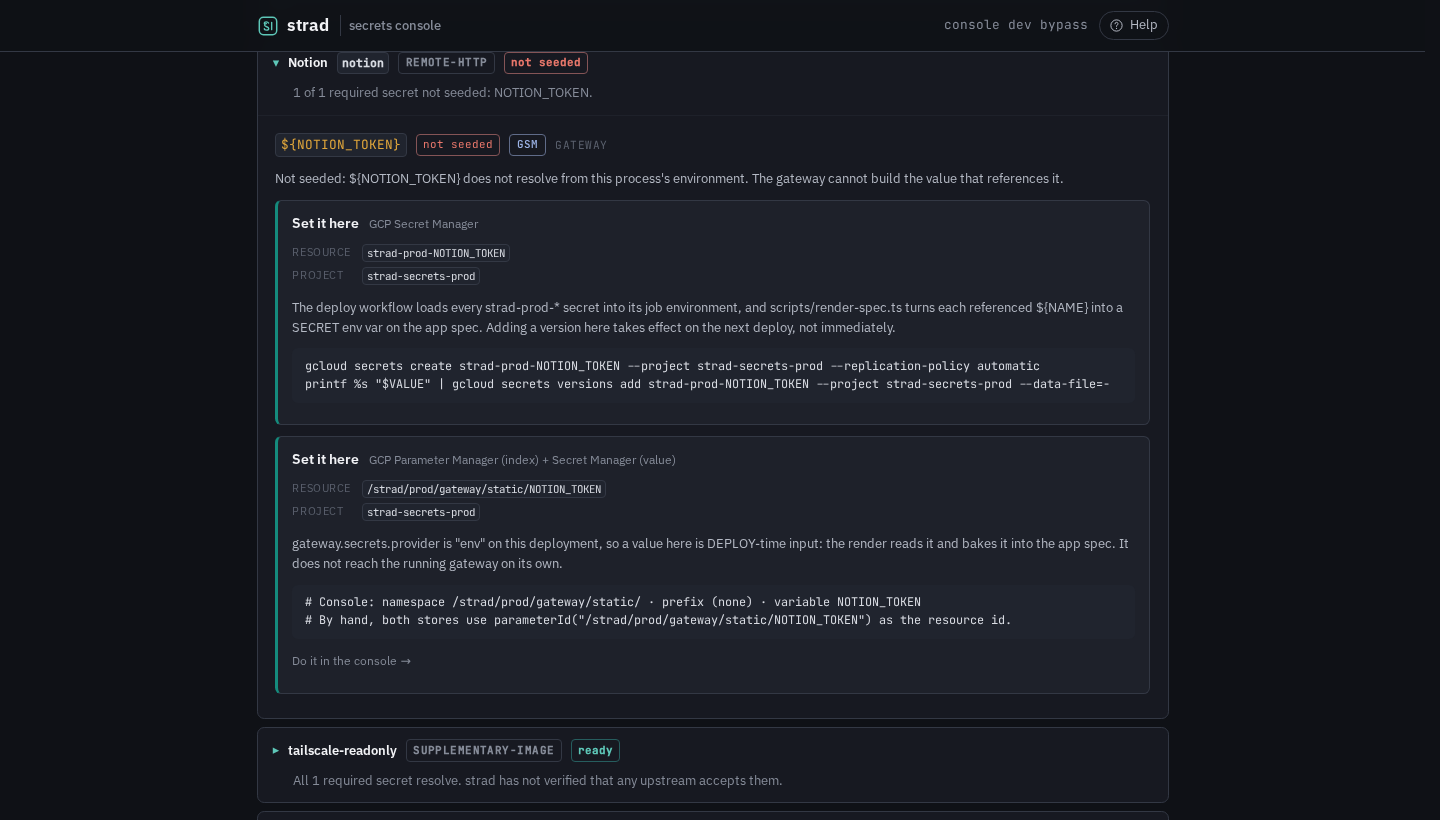 strad
secrets console
console dev bypass
Help
▼ Notion notion REMOTE-HTTP not seeded
1 of 1 required secret not seeded: NOTION_TOKEN.
${NOTION_TOKEN} not seeded GSM GATEWAY
Not seeded: ${NOTION_TOKEN} does not resolve from this process's environment. The gateway cannot build the value that references it.
Set it here GCP Secret Manager
RESOURCE strad-prod-NOTION_TOKEN
PROJECT strad-secrets-prod
The deploy workflow loads every strad-prod-* secret into its job environment, and scripts/render-spec.ts turns each referenced ${NAME} into a
SECRET env var on the app spec. Adding a version here takes effect on the next deploy, not immediately.
gcloud secrets create strad-prod-NOTION_TOKEN --project strad-secrets-prod --replication-policy automatic
printf %s "$VALUE" | gcloud secrets versions add strad-prod-NOTION_TOKEN --project strad-secrets-prod --data-file=-
Set it here GCP Parameter Manager (index) + Secret Manager (value)
RESOURCE /strad/prod/gateway/static/NOTION_TOKEN
PROJECT strad-secrets-prod
gateway.secrets.provider is "env" on this deployment, so a value here is DEPLOY-time input: the render reads it and bakes it into the app spec. It
does not reach the running gateway on its own.
# Console: namespace /strad/prod/gateway/static/ · prefix (none) · variable NOTION_TOKEN
# By hand, both stores use parameterId("/strad/prod/gateway/static/NOTION_TOKEN") as the resource id.
Do it in the console →
▶ tailscale-readonly SUPPLEMENTARY-IMAGE ready
All 1 required secret resolve. strad has not verified that any upstream accepts them.